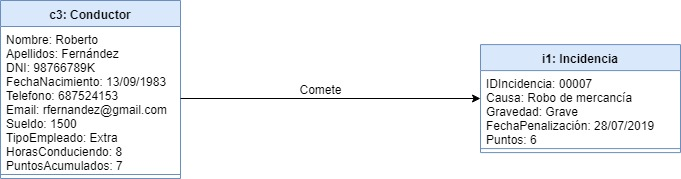 c3: Conductor
Nombre: Roberto
Apellidos: Fernández
DNI: 98766789K
FechaNacimiento: 13/09/1983
Telefono: 687524153
Email: rfernandez@gmail.com
Sueldo: 1500
TipoEmpleado: Extra
HorasConduciendo: 8
PuntosAcumulados: 7
Comete
i1: Incidencia
IDIncidencia: 00007
Causa: Robo de mercancía
Gravedad: Grave
FechaPenalización: 28/07/2019
Puntos: 6